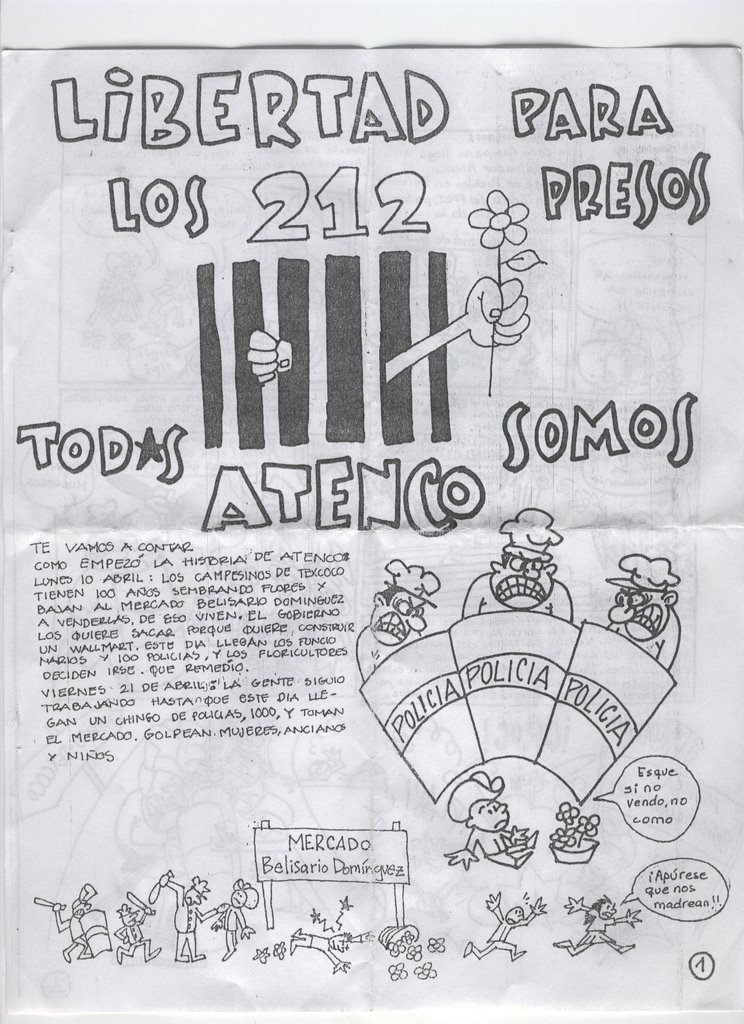 LiBERTAD PARA
LOS 212 PRESOS
TOD★S SOMOS
ATENCO
TE VAMOS A CONTAR
COMO EMPEZÓ LA HISTORIA DE ATENCO:
LUNES 10 ABRIL: LOS CAMPESINOS DE TEXCOCO
TIENEN 100 AÑOS SEMBRANDO FLORES Y
BAJAN AL MERCADO BELISARIO DOMINGUEZ
A VENDERLAS, DE ESO VIVEN. EL GOBIERNO
LOS QUIERE SACAR PORQUE QUIERE CONSTRUIR
UN WALLMART. ESTE DIA LLEGAN LOS FUNCIO
NARIOS Y 100 POLICIAS, Y LOS FLORICULTORES
DECIDEN IRSE. QUE REMEDIO.
VIERNES 21 DE ABRIL: LA GENTE SIGUIO
TRABAJANDO HASTA QUE ESTE DIA LLE-
GAN UN CHINGO DE POLICIAS, 1000, Y TOMAN
EL MERCADO. GOLPEAN MUJERES, ANCIANOS
Y NIÑOS
POLICIA
POLICIA
POLICIA
Esque
si no
vendo, no
como
MERCADO
Belisario Domínguez
¡Apúrese
que nos
madrean!!
1